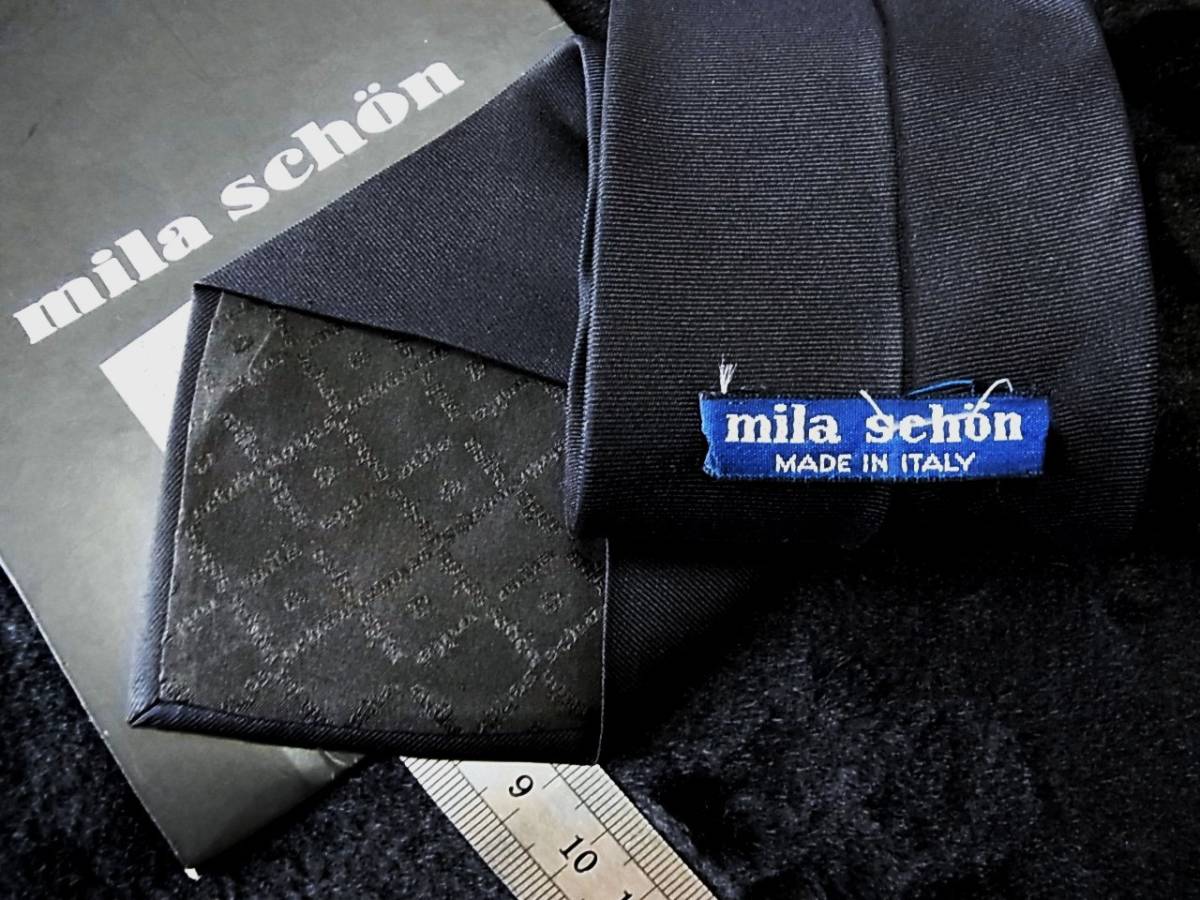 mila schön
mila schön
MADE IN ITALY
9
10